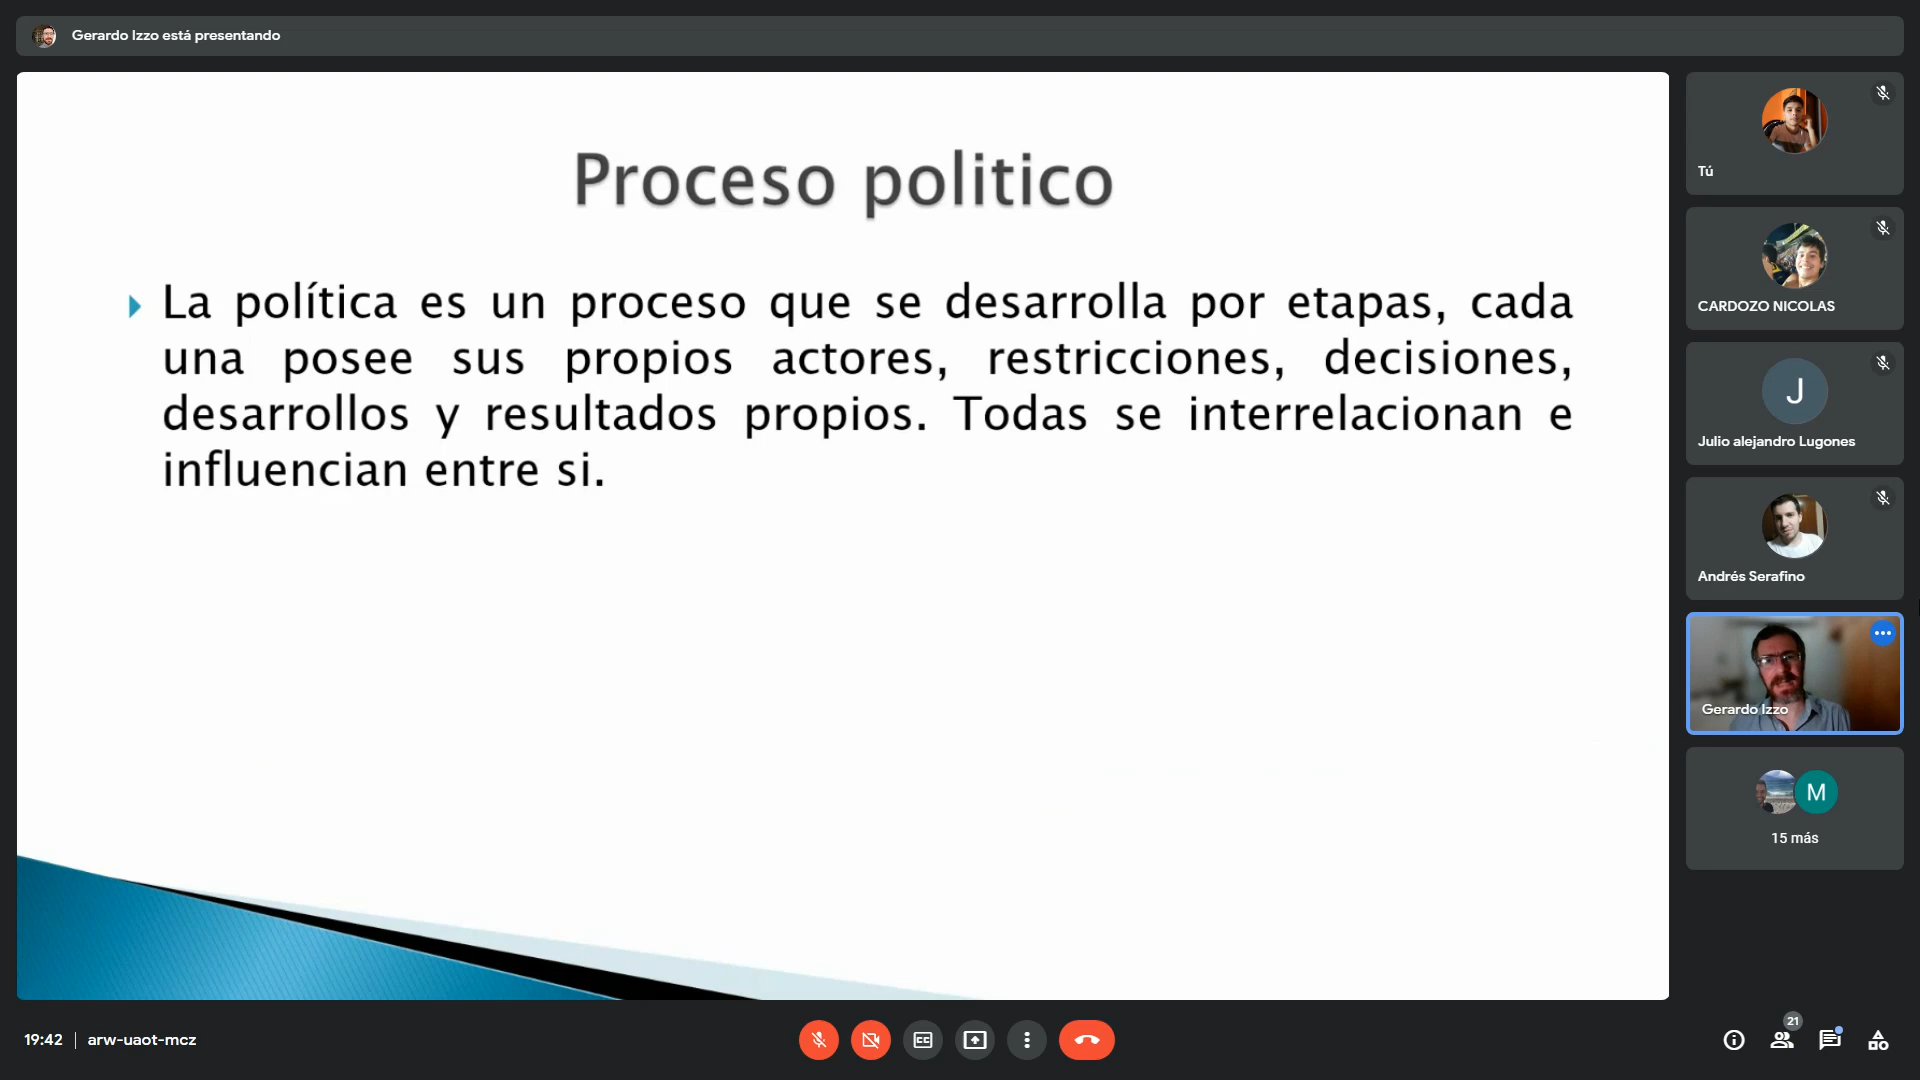 Gerardo Izzo está presentando
Proceso politico
La política es un proceso que se desarrolla por etapas, cada
una posee sus propios actores, restricciones, decisiones,
desarrollos y resultados propios. Todas se interrelacionan e
influencian entre si.
Tú
CARDOZO NICOLAS
J
Julio alejandro Lugones
Andrés Serafino
Gerardo Izzo
M
15 más
19:42 | arw-uaot-mcz
CC
21